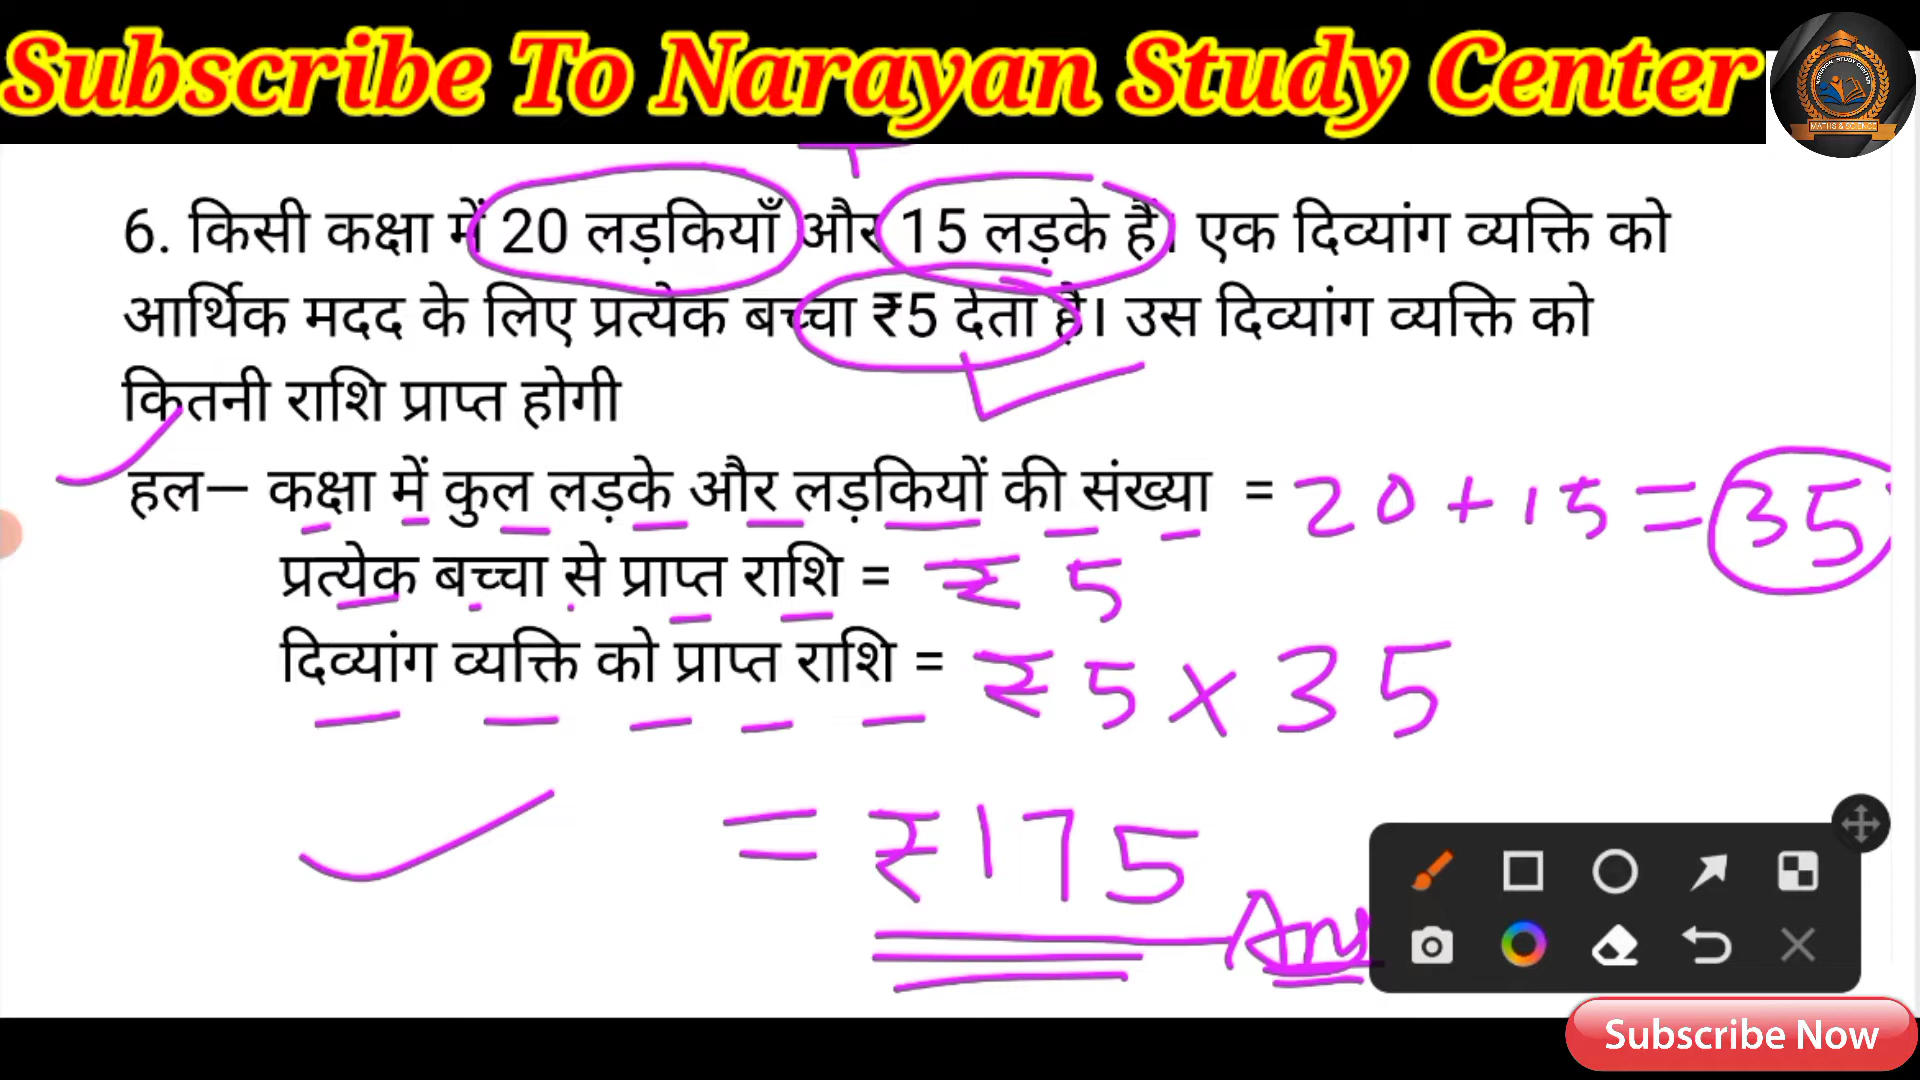 Subscribe To Narayan Study Center
MATHS & SCIENCE
6. किसी कक्षा में 20 लड़कियाँ और 15 लड़के हैं। एक दिव्यांग व्यक्ति को
आर्थिक मदद के लिए प्रत्येक बच्चा ₹5 देता है। उस दिव्यांग व्यक्ति को
कितनी राशि प्राप्त होगी
हल— कक्षा में कुल लड़के और लड़कियों की संख्या = 20 + 15 = 35
प्रत्येक बच्चा से प्राप्त राशि = ₹ 5
दिव्यांग व्यक्ति को प्राप्त राशि = ₹ 5 × 35
= ₹175
Ans
Subscribe Now